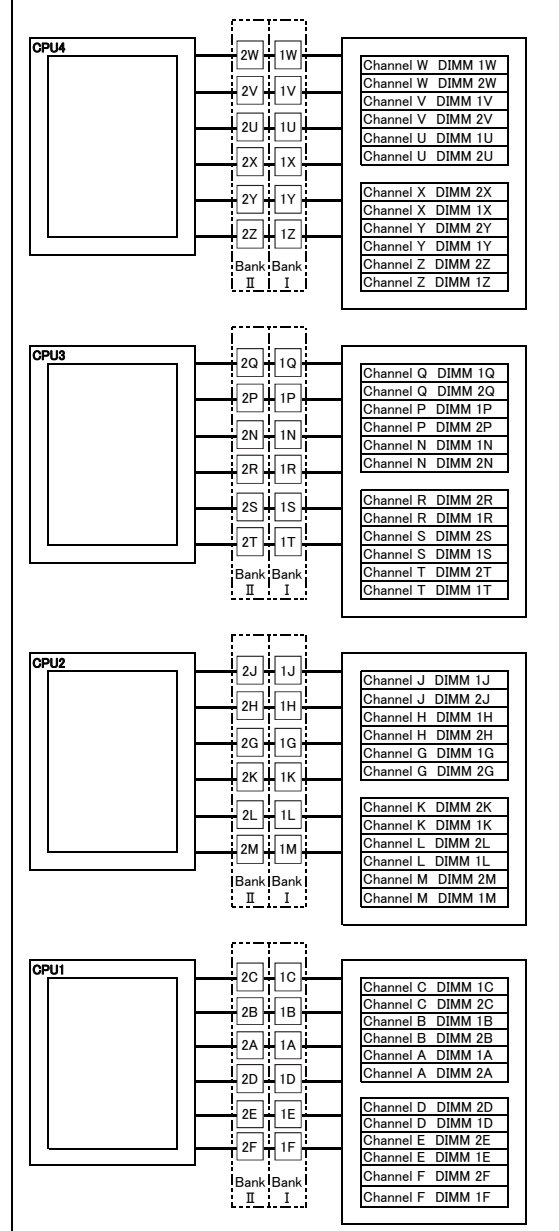 CPU4
2W 1W
2V 1V
2U 1U
2X 1X
2Y 1Y
2Z 1Z
Bank Bank
Ⅱ Ⅰ
Channel W DIMM 1W
Channel W DIMM 2W
Channel V DIMM 1V
Channel V DIMM 2V
Channel U DIMM 1U
Channel U DIMM 2U
Channel X DIMM 2X
Channel X DIMM 1X
Channel Y DIMM 2Y
Channel Y DIMM 1Y
Channel Z DIMM 2Z
Channel Z DIMM 1Z
CPU3
2Q 1Q
2P 1P
2N 1N
2R 1R
2S 1S
2T 1T
Bank Bank
Ⅱ Ⅰ
Channel Q DIMM 1Q
Channel Q DIMM 2Q
Channel P DIMM 1P
Channel P DIMM 2P
Channel N DIMM 1N
Channel N DIMM 2N
Channel R DIMM 2R
Channel R DIMM 1R
Channel S DIMM 2S
Channel S DIMM 1S
Channel T DIMM 2T
Channel T DIMM 1T
CPU2
2J 1J
2H 1H
2G 1G
2K 1K
2L 1L
2M 1M
Bank Bank
Ⅱ Ⅰ
Channel J DIMM 1J
Channel J DIMM 2J
Channel H DIMM 1H
Channel H DIMM 2H
Channel G DIMM 1G
Channel G DIMM 2G
Channel K DIMM 2K
Channel K DIMM 1K
Channel L DIMM 2L
Channel L DIMM 1L
Channel M DIMM 2M
Channel M DIMM 1M
CPU1
2C 1C
2B 1B
2A 1A
2D 1D
2E 1E
2F 1F
Bank Bank
Ⅱ Ⅰ
Channel C DIMM 1C
Channel C DIMM 2C
Channel B DIMM 1B
Channel B DIMM 2B
Channel A DIMM 1A
Channel A DIMM 2A
Channel D DIMM 2D
Channel D DIMM 1D
Channel E DIMM 2E
Channel E DIMM 1E
Channel F DIMM 2F
Channel F DIMM 1F